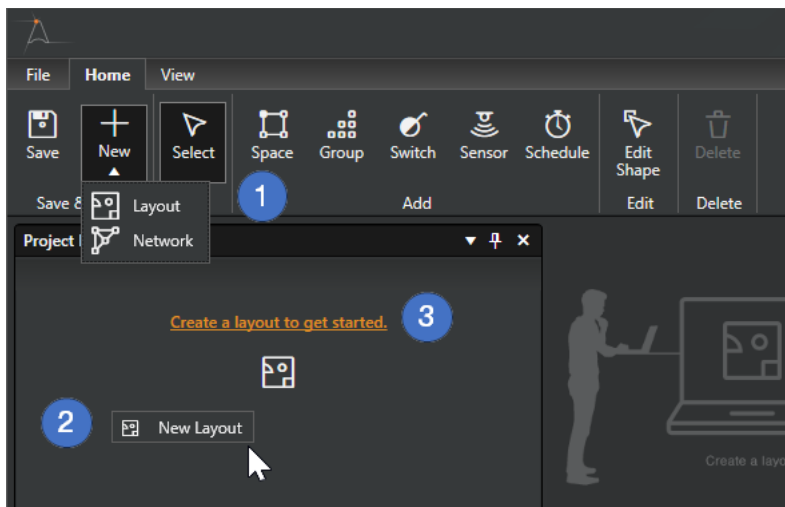 File Home View
Save New Select Space Group Switch Sensor Schedule Edit Shape Delete
Save & Add Edit Delete
Layout
1
Network
Project
Create a layout to get started.
3
2
New Layout
Create a